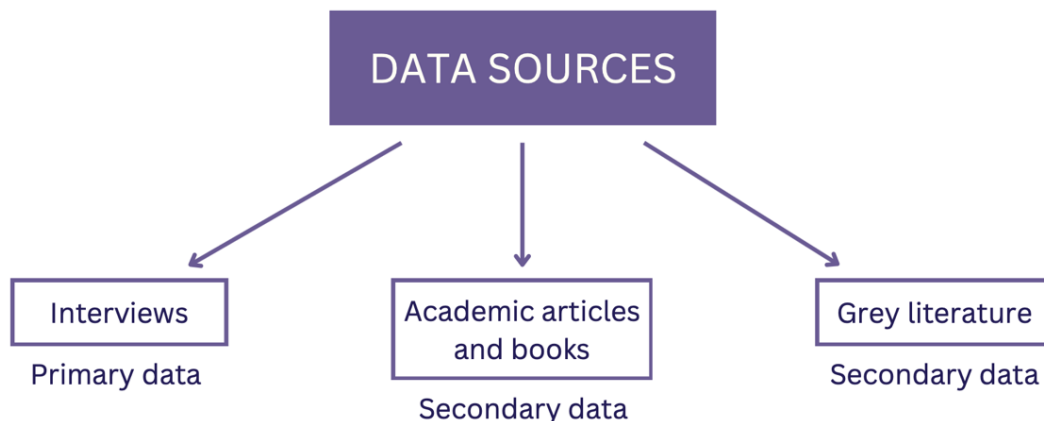 DATA SOURCES
Interviews
Primary data
Academic articles
and books
Secondary data
Grey literature
Secondary data